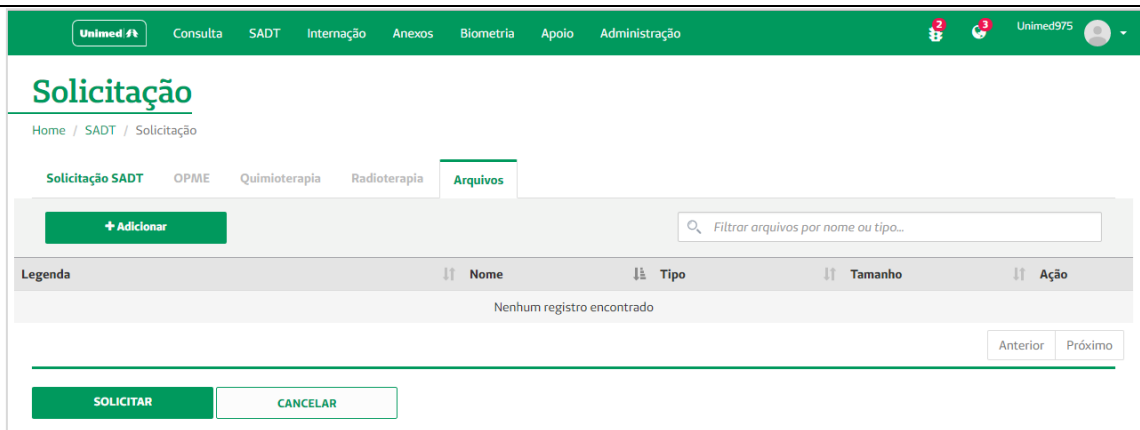 Unimed Consulta SADT Internação Anexos Biometria Apoio Administração 2 3 Unimed975
Solicitação
Home / SADT / Solicitação
Solicitação SADT OPME Quimioterapia Radioterapia Arquivos
+ Adicionar Filtrar arquivos por nome ou tipo...
Legenda Nome Tipo Tamanho Ação
Nenhum registro encontrado
Anterior Próximo
SOLICITAR CANCELAR